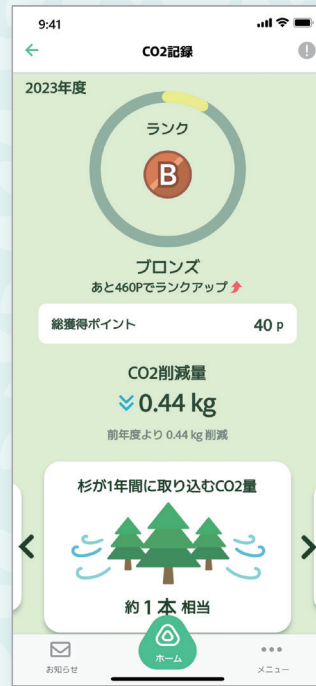 9:41
CO2記録
2023年度
ランク
B
ブロンズ
あと460Pでランクアップ
総獲得ポイント 40 p
CO2削減量
0.44 kg
前年度より 0.44 kg 削減
杉が1年間に取り込むCO2量
約 1 本 相当
お知らせ
ホーム
メニュー